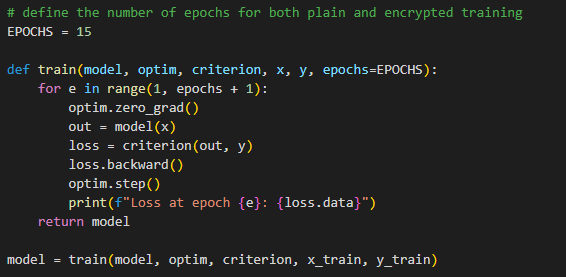 # define the number of epochs for both plain and encrypted training
EPOCHS = 15

def train(model, optim, criterion, x, y, epochs=EPOCHS):
    for e in range(1, epochs + 1):
        optim.zero_grad()
        out = model(x)
        loss = criterion(out, y)
        loss.backward()
        optim.step()
        print(f"Loss at epoch {e}: {loss.data}")
    return model

model = train(model, optim, criterion, x_train, y_train)